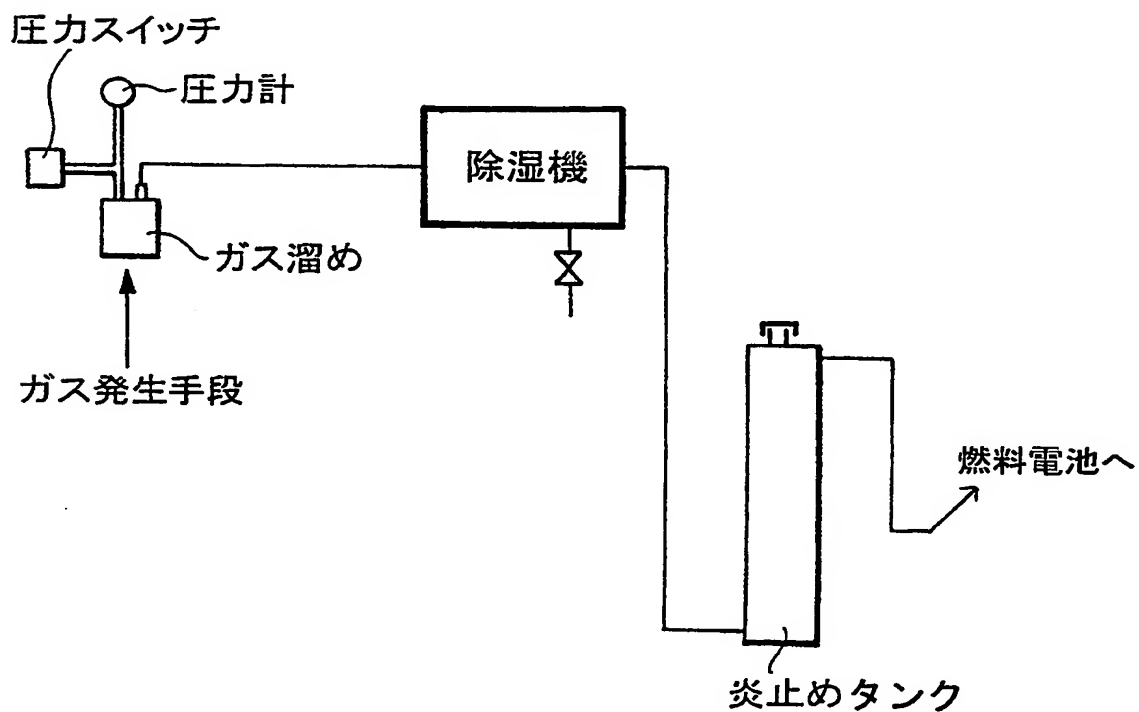 圧力スイッチ
圧力計
除湿機
ガス溜め
ガス発生手段
燃料電池へ
炎止めタンク